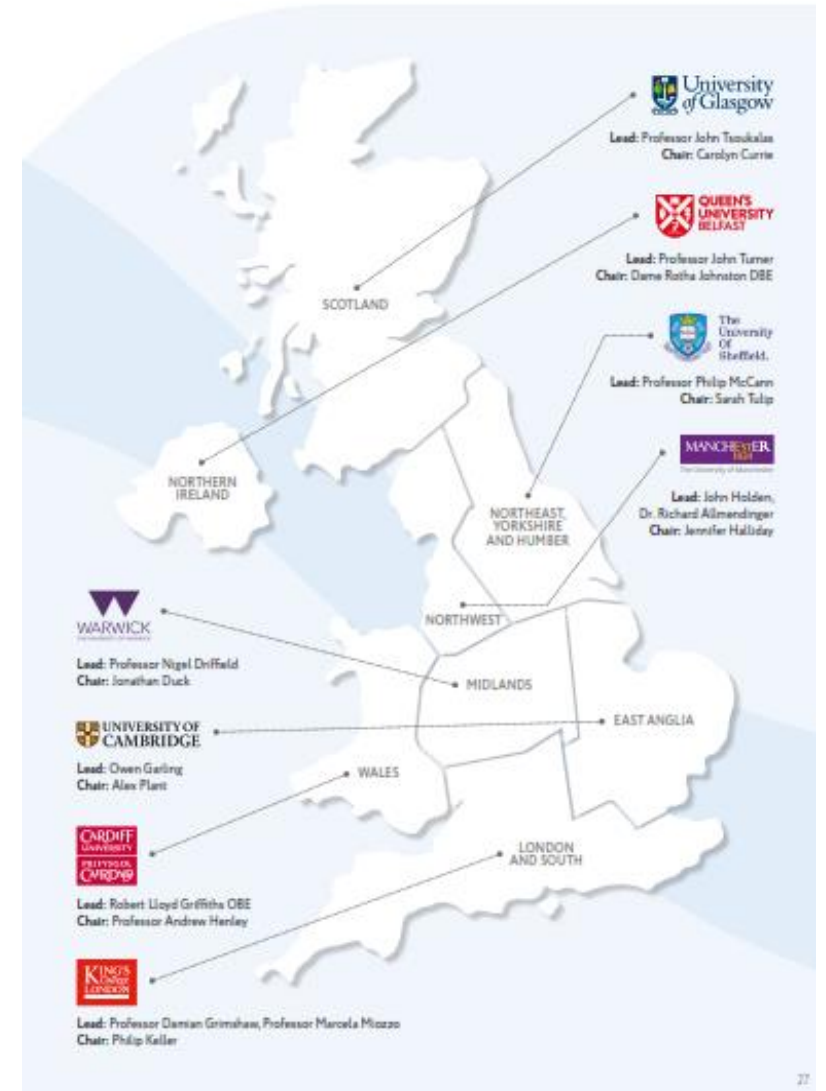 University
of Glasgow
Lead: Professor John Tsoukalas
Chair: Carolyn Currie
QUEEN'S
UNIVERSITY
BELFAST
Lead: Professor John Turner
Chair: Dame Rotha Johnston DBE
SCOTLAND
The
University
Of
Sheffield.
Lead: Professor Philip McCann
Chair: Sarah Tulip
MANCHESTER
1824
The University of Manchester
Lead: John Holden,
Dr. Richard Allmendinger
Chair: Jennifer Halliday
NORTHERN
IRELAND
NORTHEAST,
YORKSHIRE
AND HUMBER
NORTHWEST
WARWICK
Lead: Professor Nigel Driffield
Chair: Jonathan Duck
MIDLANDS
UNIVERSITY OF
CAMBRIDGE
EAST ANGLIA
Lead: Owen Garling
Chair: Alex Plant
WALES
CARDIFF
UNIVERSITY
PRIFYSGOL
CAERDYDD
Lead: Robert Lloyd Griffiths OBE
Chair: Professor Andrew Henley
LONDON
AND SOUTH
KING'S
College
LONDON
Lead: Professor Damian Grimshaw, Professor Marcela Miozzo
Chair: Philip Keller
27